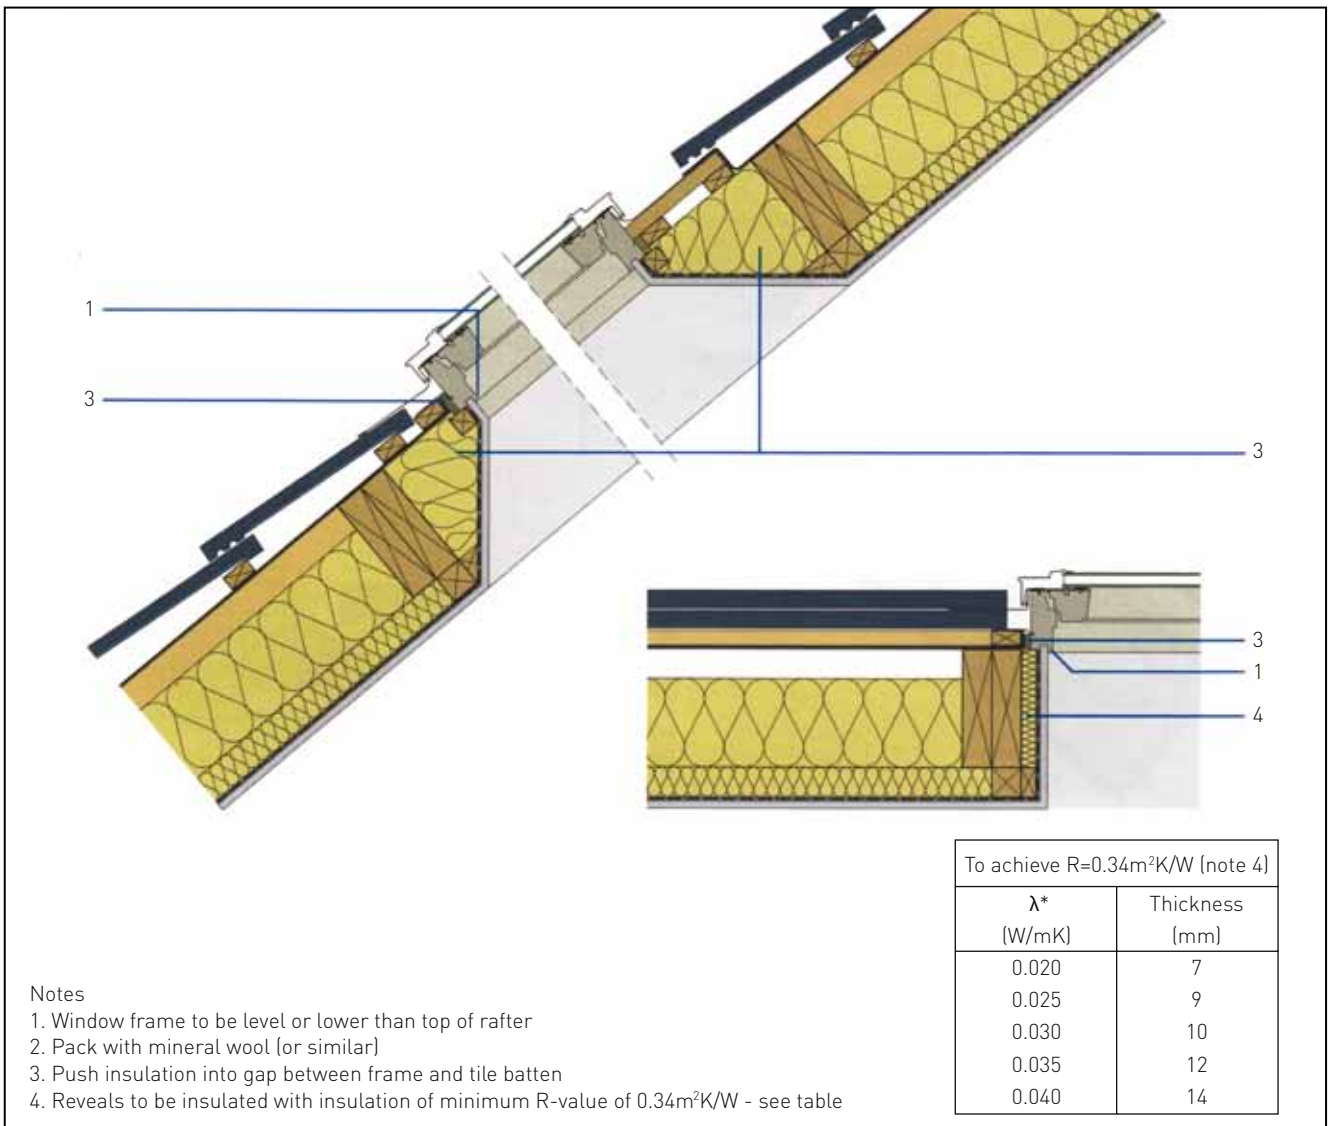 1
3
3
3
1
4
To achieve R=0.34m²K/W (note 4)
λ* Thickness
(W/mK) (mm)
0.020 7
0.025 9
0.030 10
0.035 12
0.040 14
Notes
1. Window frame to be level or lower than top of rafter
2. Pack with mineral wool (or similar)
3. Push insulation into gap between frame and tile batten
4. Reveals to be insulated with insulation of minimum R-value of 0.34m²K/W - see table